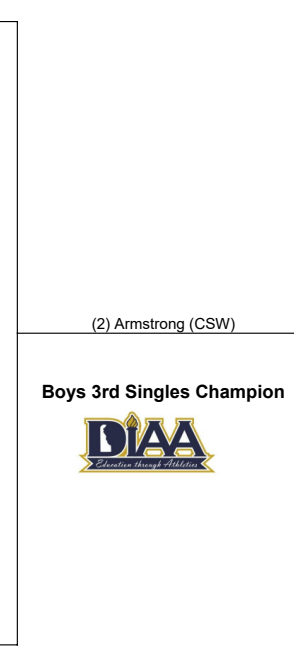 (2) Armstrong (CSW)
Boys 3rd Singles Champion
DIAA
Education through Athletics